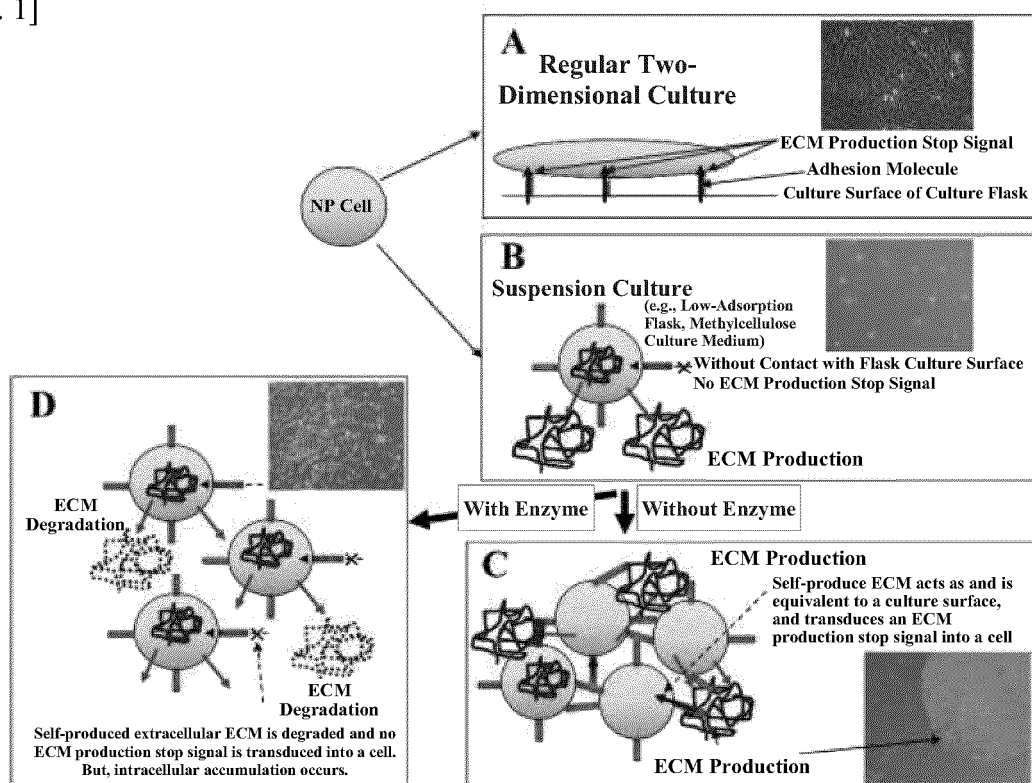 . 1]
A
Regular Two-
Dimensional Culture
ECM Production Stop Signal
Adhesion Molecule
Culture Surface of Culture Flask
NP Cell
B
Suspension Culture
(e.g., Low-Adsorption
Flask, Methylcellulose
Culture Medium)
Without Contact with Flask Culture Surface
No ECM Production Stop Signal
ECM Production
With Enzyme
Without Enzyme
D
ECM
Degradation
ECM
Degradation
Self-produced extracellular ECM is degraded and no
ECM production stop signal is transduced into a cell.
But, intracellular accumulation occurs.
C
ECM Production
Self-produce ECM acts as and is
equivalent to a culture surface,
and transduces an ECM
production stop signal into a cell
ECM Production